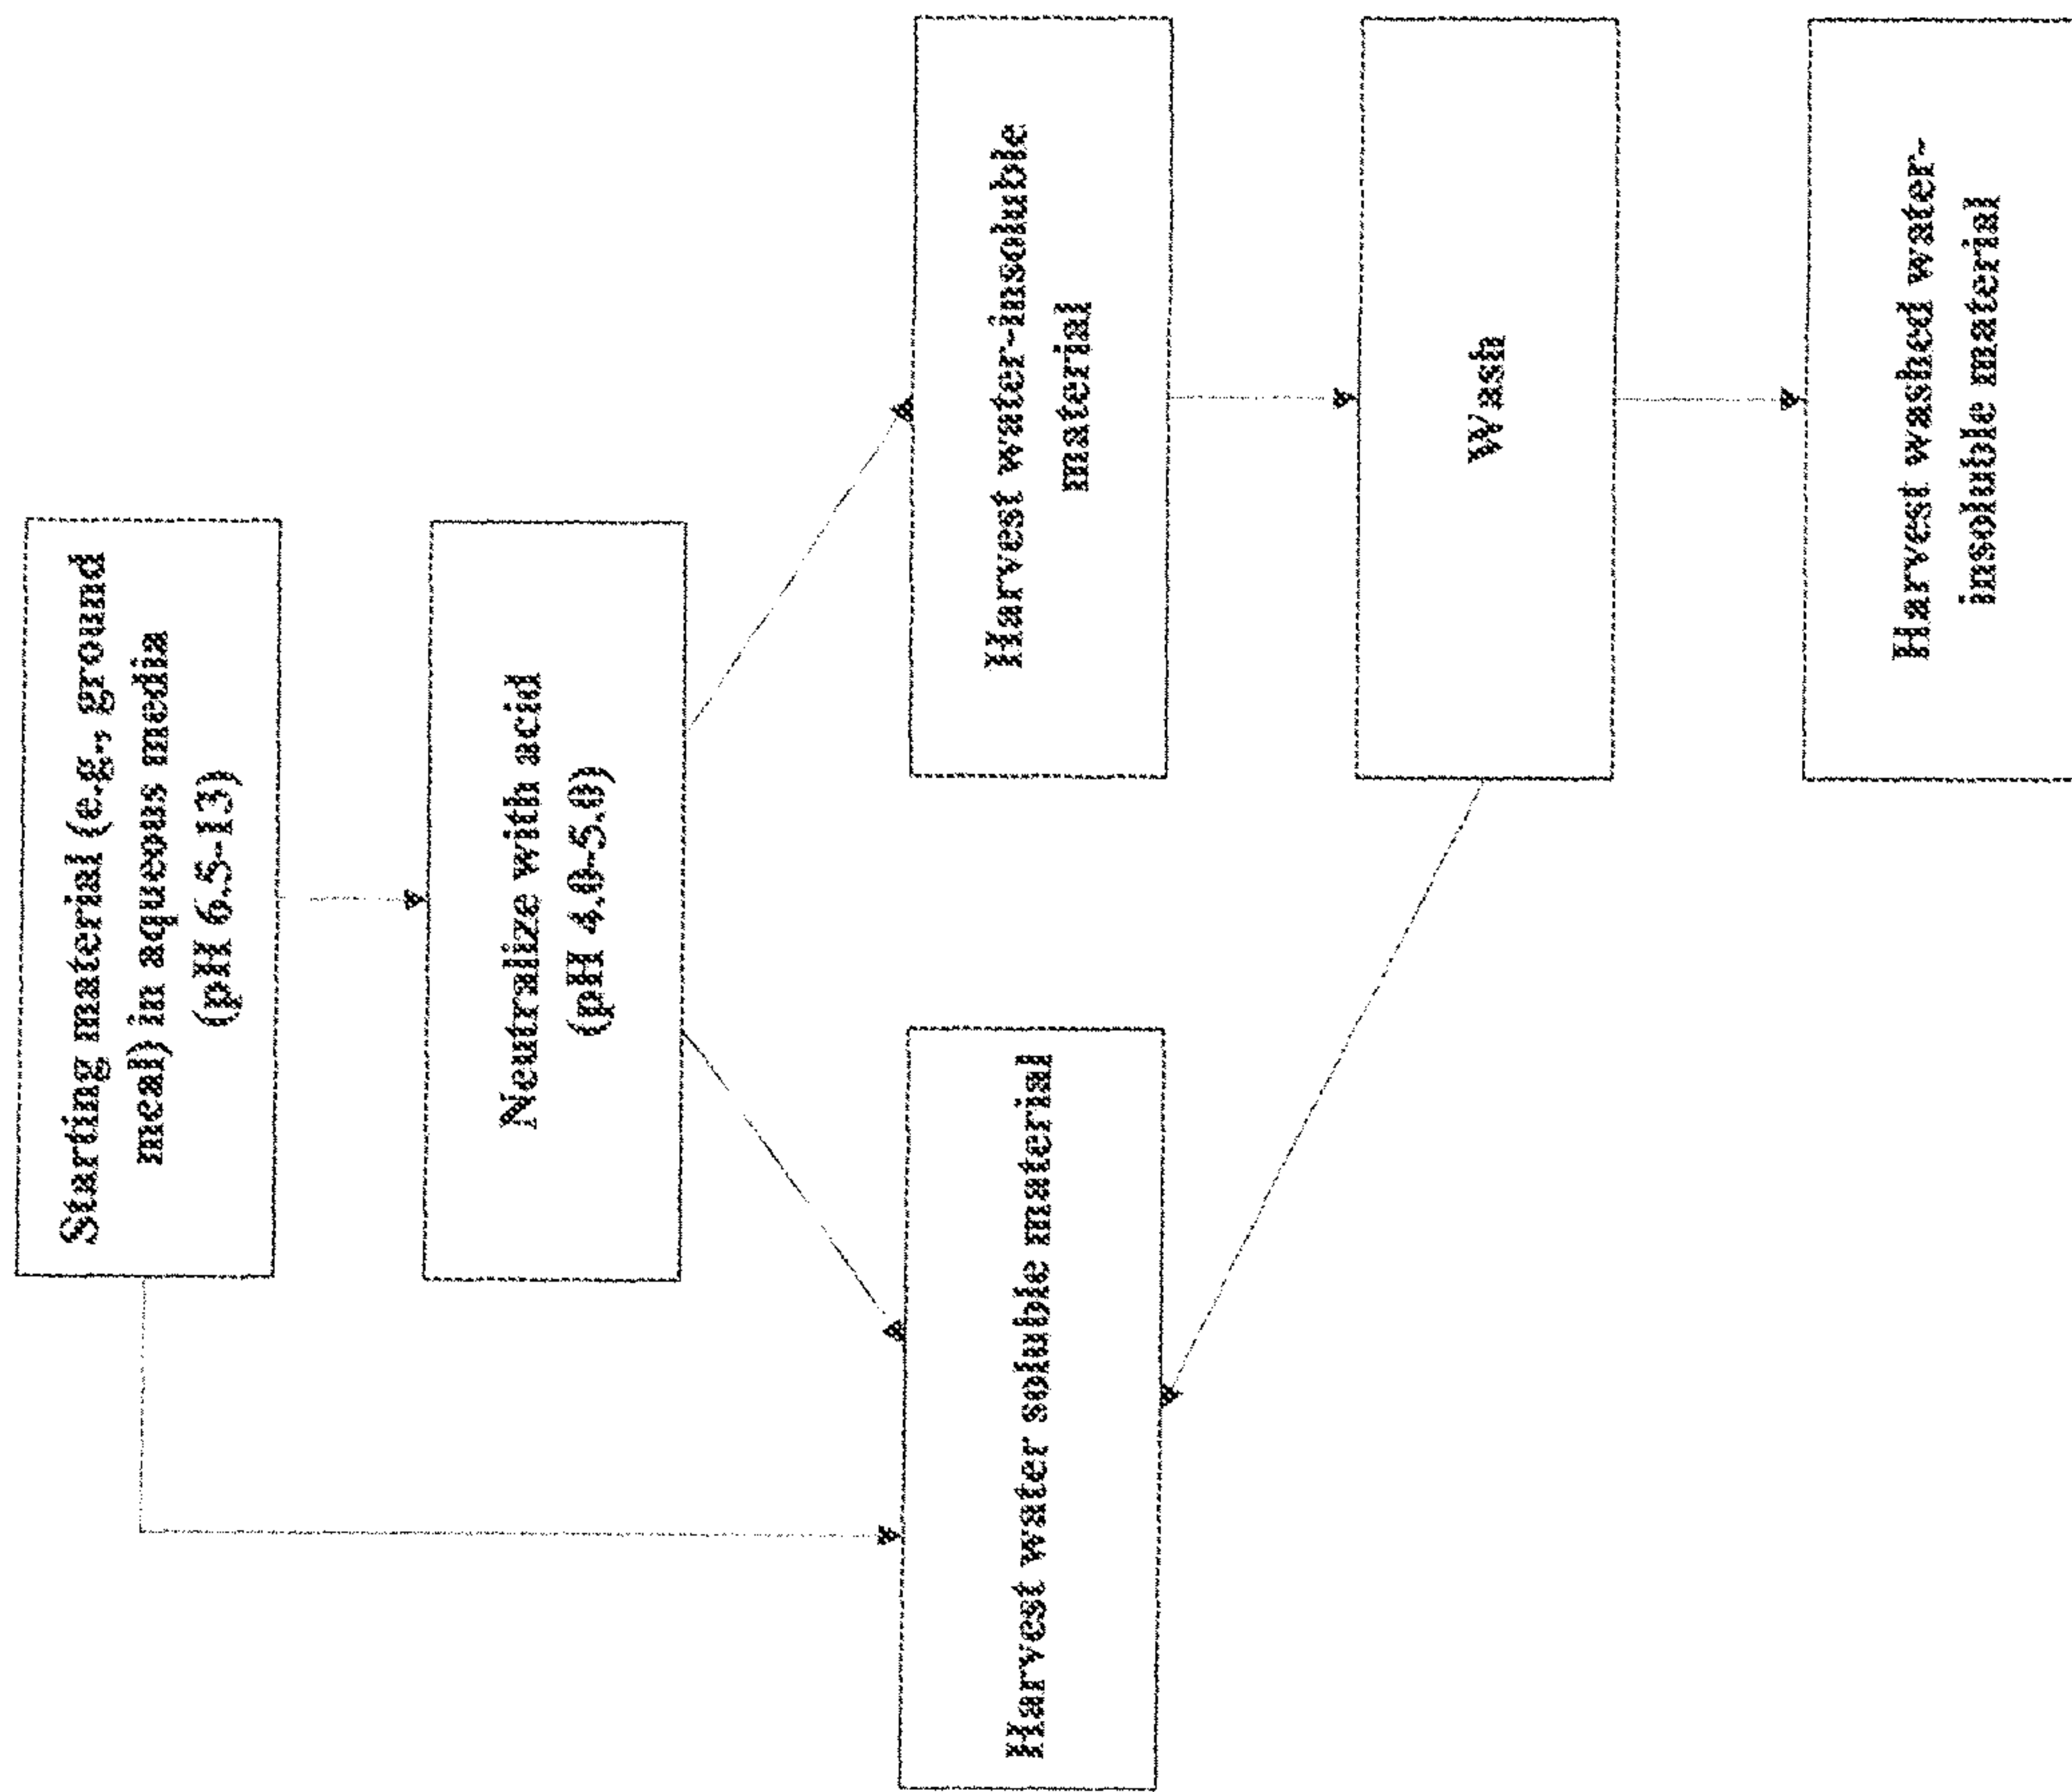 Starting material (e.g., ground
meal) in aqueous media
(pH 6.5-13)
Neutralize with acid
(pH 4.0-5.0)
Harvest water soluble material
Harvest water-insoluble
material
Wash
Harvest washed water-
insoluble material